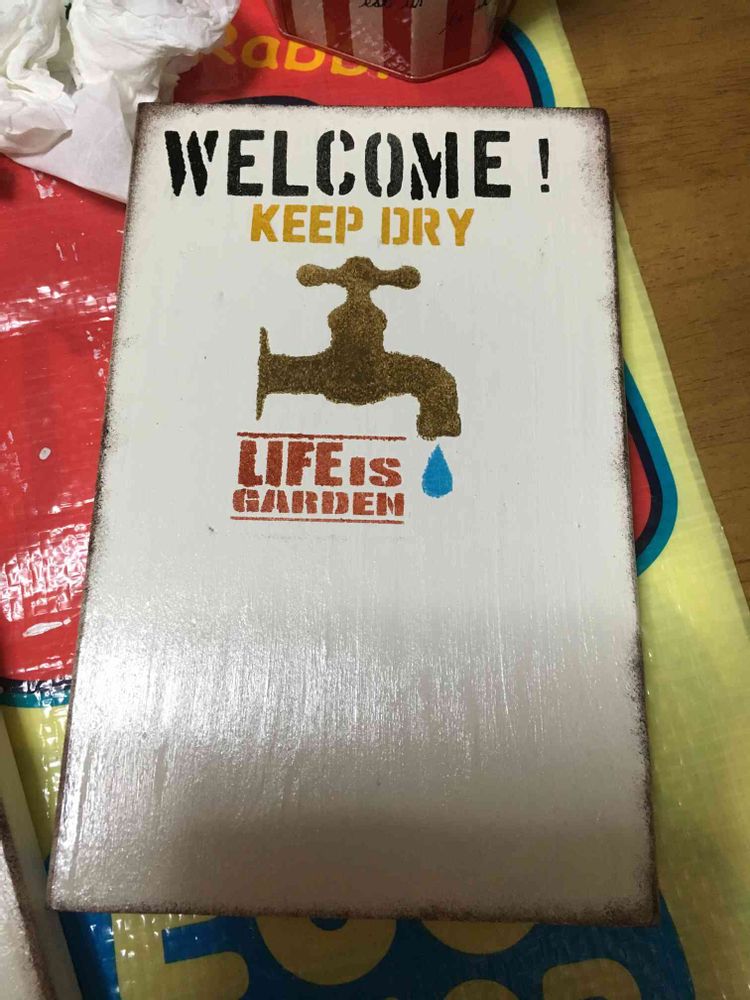 WELCOME!
KEEP DRY
LIFE IS
GARDEN